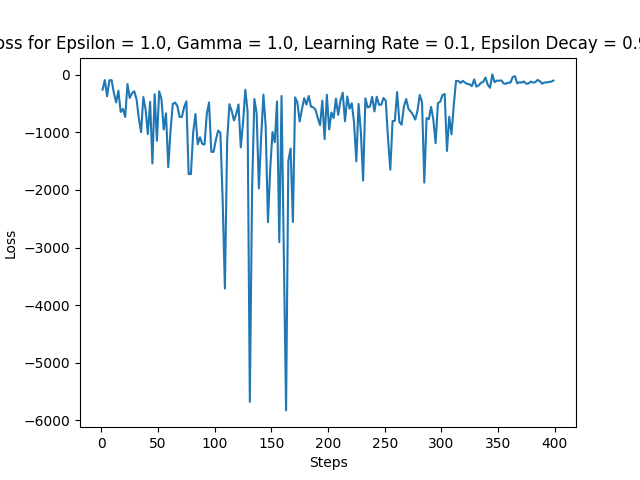 oss for Epsilon = 1.0, Gamma = 1.0, Learning Rate = 0.1, Epsilon Decay = 0.9
0
−1000
−2000
−3000
−4000
−5000
−6000
Loss
0 50 100 150 200 250 300 350 400
Steps